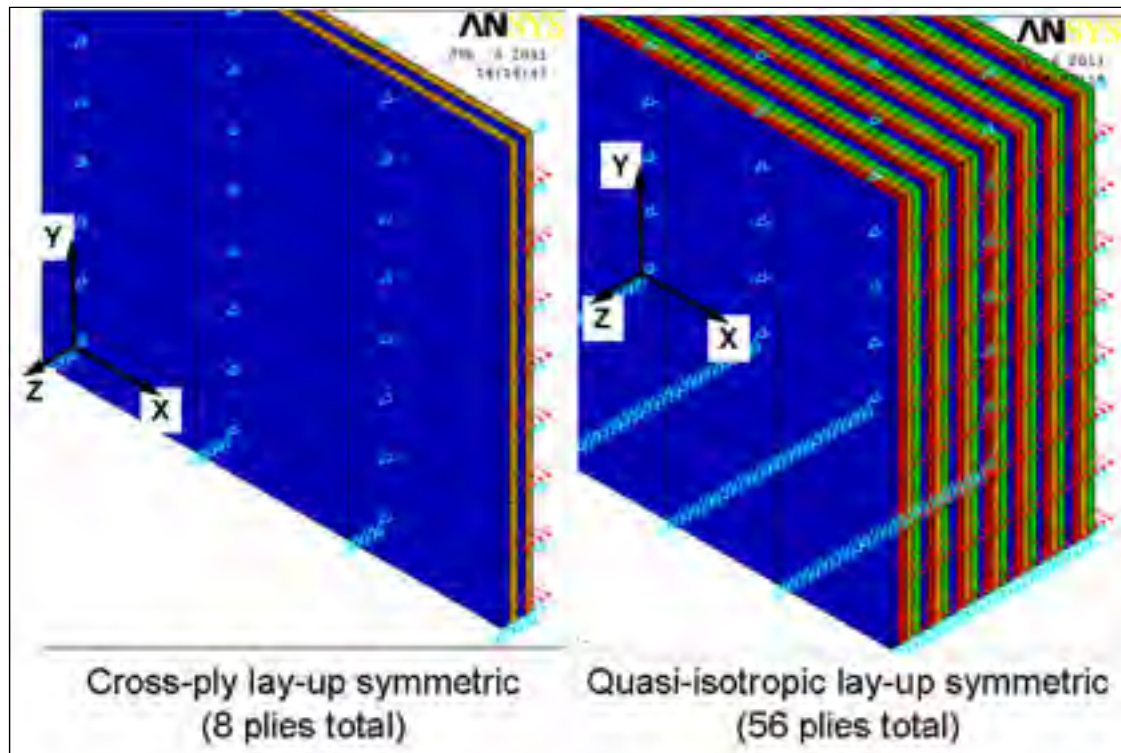 ANSYS
ANSYS
Y
Z
X
Y
Z
X
Cross-ply lay-up symmetric
(8 plies total)
Quasi-isotropic lay-up symmetric
(56 plies total)